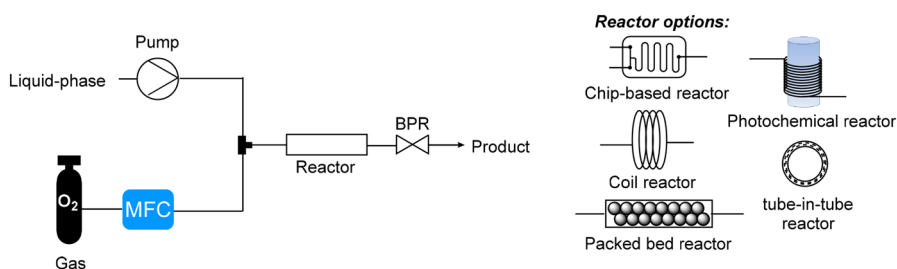 Pump
Liquid-phase
O2
MFC
Gas
Reactor
BPR
Product
Reactor options:
Chip-based reactor
Photochemical reactor
Coil reactor
tube-in-tube
reactor
Packed bed reactor